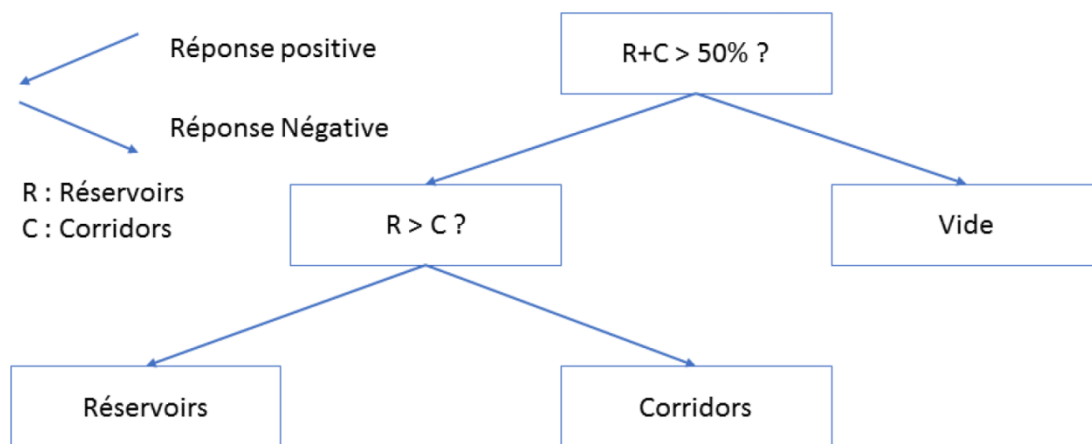 Réponse positive
R+C > 50% ?
Réponse Négative
R : Réservoirs
C : Corridors
R > C ?
Vide
Réservoirs
Corridors